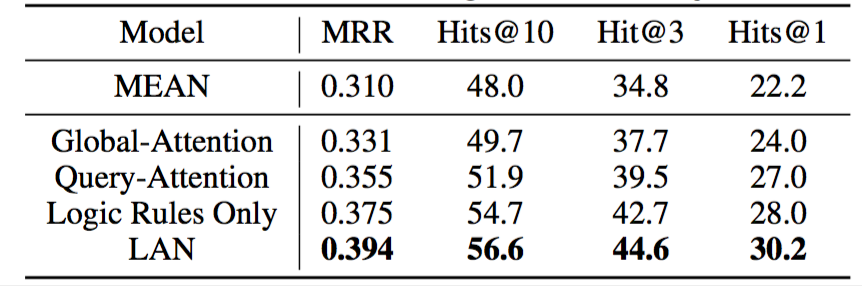 Model MRR Hits@10 Hit@3 Hits@1
MEAN 0.310 48.0 34.8 22.2
Global-Attention 0.331 49.7 37.7 24.0
Query-Attention 0.355 51.9 39.5 27.0
Logic Rules Only 0.375 54.7 42.7 28.0
LAN 0.394 56.6 44.6 30.2